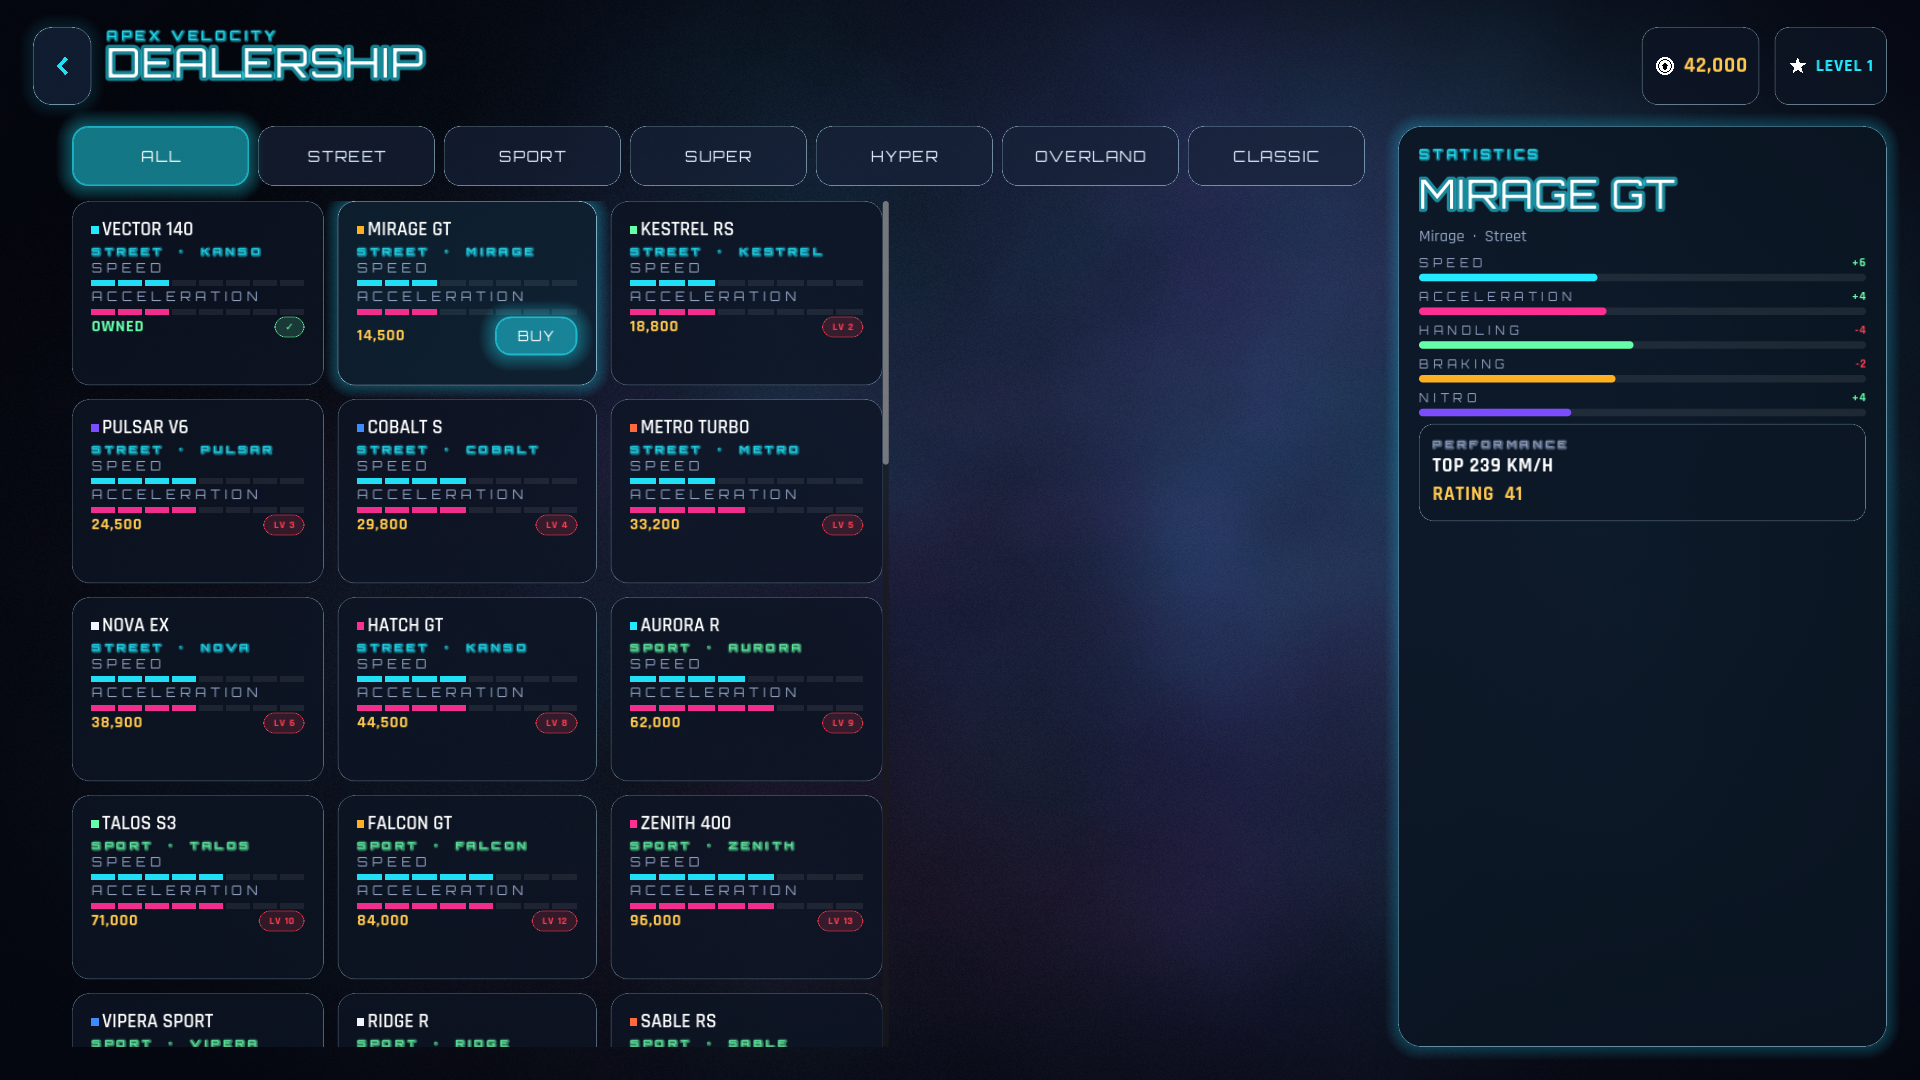 APEX VELOCITY
DEALERSHIP
42,000
LEVEL 1
ALL
STREET
SPORT
SUPER
HYPER
OVERLAND
CLASSIC
VECTOR 140
STREET · KANSO
SPEED
ACCELERATION
OWNED ✓
MIRAGE GT
STREET · MIRAGE
SPEED
ACCELERATION
14,500 BUY
KESTREL RS
STREET · KESTREL
SPEED
ACCELERATION
18,800 LV 2
PULSAR V6
STREET · PULSAR
SPEED
ACCELERATION
24,500 LV 3
COBALT S
STREET · COBALT
SPEED
ACCELERATION
29,800 LV 4
METRO TURBO
STREET · METRO
SPEED
ACCELERATION
33,200 LV 5
NOVA EX
STREET · NOVA
SPEED
ACCELERATION
38,900 LV 6
HATCH GT
STREET · KANSO
SPEED
ACCELERATION
44,500 LV 8
AURORA R
SPORT · AURORA
SPEED
ACCELERATION
62,000 LV 9
TALOS S3
SPORT · TALOS
SPEED
ACCELERATION
71,000 LV 10
FALCON GT
SPORT · FALCON
SPEED
ACCELERATION
84,000 LV 12
ZENITH 400
SPORT · ZENITH
SPEED
ACCELERATION
96,000 LV 13
VIPERA SPORT
SPORT · VIPERA
RIDGE R
SPORT · RIDGE
SABLE RS
SPORT · SABLE
STATISTICS
MIRAGE GT
Mirage · Street
SPEED +6
ACCELERATION +4
HANDLING -4
BRAKING -2
NITRO +4
PERFORMANCE
TOP 239 KM/H
RATING 41